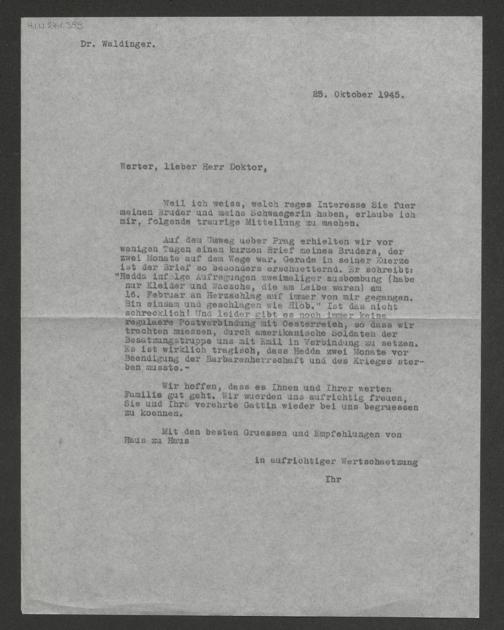 H.I.N. 241.595
Dr. Waldinger.
25. Oktober 1945.
Werter, lieber Herr Doktor,
Weil ich weiss, welch reges Interesse Sie fuer
meinen Bruder und meine Schwaegerin haben, erlaube ich
mir, folgende traurige Mitteilung zu machen.
Auf dem Umweg ueber Prag erhielten wir vor
wenigen Tagen einen kurzen Brief meines Bruders, der
zwei Monate auf dem Wege war. Gerade in seiner Kuerze
ist der Brief so besonders erschuetternd. Er schreibt:
"Hedda infolge Aufregungen zweimaliger Ausbombung (habe
nur Kleider und Waesche, die am Leibe waren) am
16. Februar an Herzschlag auf immer von mir gegangen.
Bin einsam und geschlagen wie Hiob." Ist das nicht
schrecklich! Und leider gibt es noch immer keine
regulaere Postverbindung mit Oesterreich, so dass wir
trachten muessen, durch amerikanische Soldaten der
Besatzungstruppe uns mit Emil in Verbindung zu setzen.
Es ist wirklich tragisch, dass Hedda zwei Monate vor
Beendigung der Barbarenherrschaft und des Krieges ster-
ben musste.-
Wir hoffen, dass es Ihnen und Ihrer werten
Familie gut geht. Wir wuerden uns aufrichtig freuen,
Sie und Ihre verehrte Gattin wieder bei uns begruessen
zu koennen.
Mit den besten Gruessen und Empfehlungen von
Haus zu Haus
in aufrichtiger Wertschaetzung
Ihr